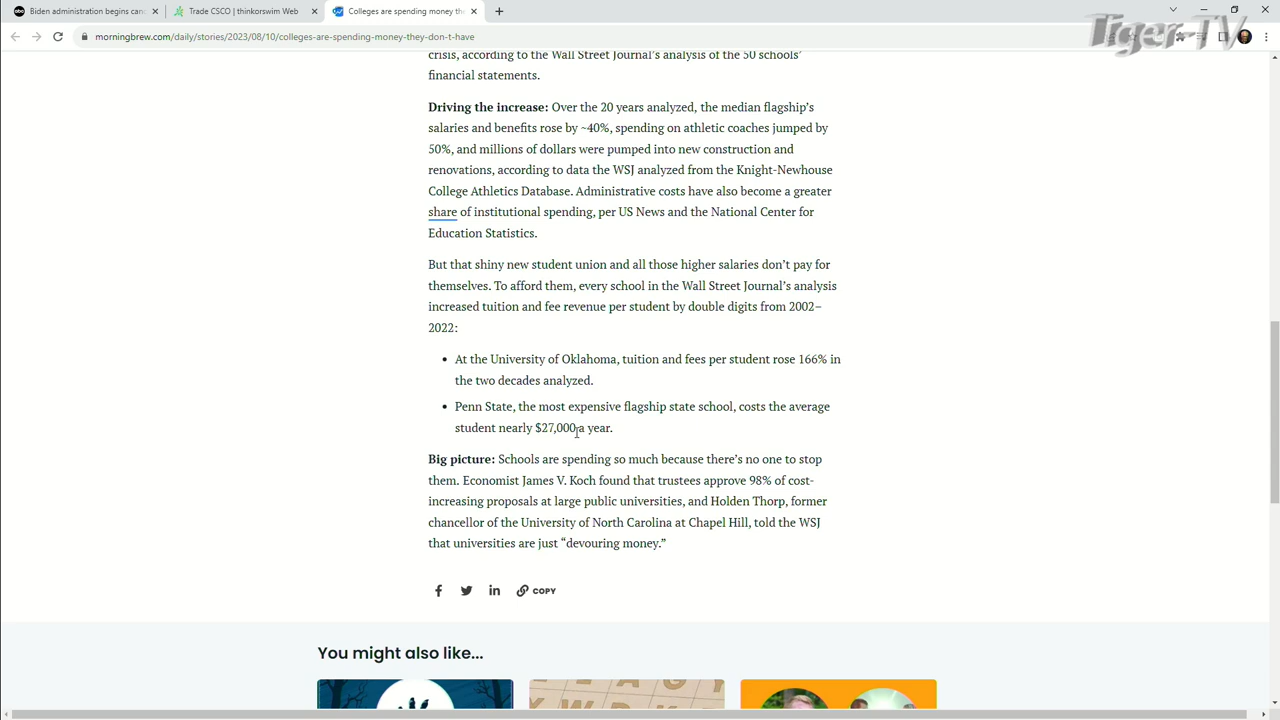 Biden administration begins can
Trade CSCO | thinkorswim Web
Colleges are spending money the
Tiger-TV
morningbrew.com/daily/stories/2023/08/10/colleges-are-spending-money-they-don-t-have
crisis, according to the Wall Street Journal’s analysis of the 50 schools’
financial statements.
Driving the increase: Over the 20 years analyzed, the median flagship’s
salaries and benefits rose by ~40%, spending on athletic coaches jumped by
50%, and millions of dollars were pumped into new construction and
renovations, according to data the WSJ analyzed from the Knight-Newhouse
College Athletics Database. Administrative costs have also become a greater
share of institutional spending, per US News and the National Center for
Education Statistics.
But that shiny new student union and all those higher salaries don’t pay for
themselves. To afford them, every school in the Wall Street Journal’s analysis
increased tuition and fee revenue per student by double digits from 2002–
2022:
• At the University of Oklahoma, tuition and fees per student rose 166% in
the two decades analyzed.
• Penn State, the most expensive flagship state school, costs the average
student nearly $27,000 a year.
Big picture: Schools are spending so much because there’s no one to stop
them. Economist James V. Koch found that trustees approve 98% of cost-
increasing proposals at large public universities, and Holden Thorp, former
chancellor of the University of North Carolina at Chapel Hill, told the WSJ
that universities are just “devouring money.”
COPY
You might also like...